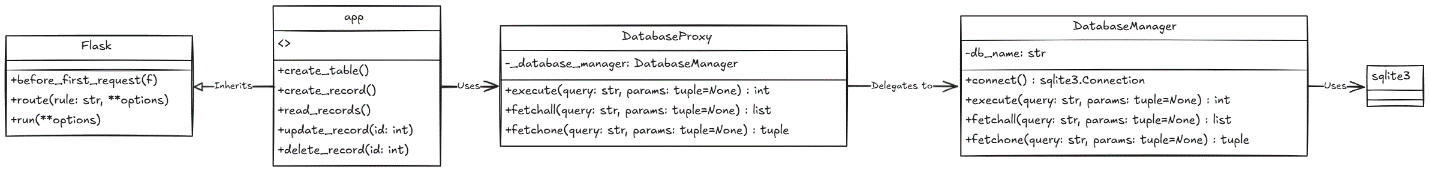 Flask
+before_first_request(f)
+route(rule: str, **options)
+run(**options)
Inherits
app
<>
+create_table()
+create_record()
+read_records()
+update_record(id: int)
+delete_record(id: int)
Uses
DatabaseProxy
-_database_manager: DatabaseManager
+execute(query: str, params: tuple=None) : int
+fetchall(query: str, params: tuple=None) : list
+fetchone(query: str, params: tuple=None) : tuple
Delegates to
DatabaseManager
-db_name: str
+connect() : sqlite3.Connection
+execute(query: str, params: tuple=None) : int
+fetchall(query: str, params: tuple=None) : list
+fetchone(query: str, params: tuple=None) : tuple
Uses
sqlite3